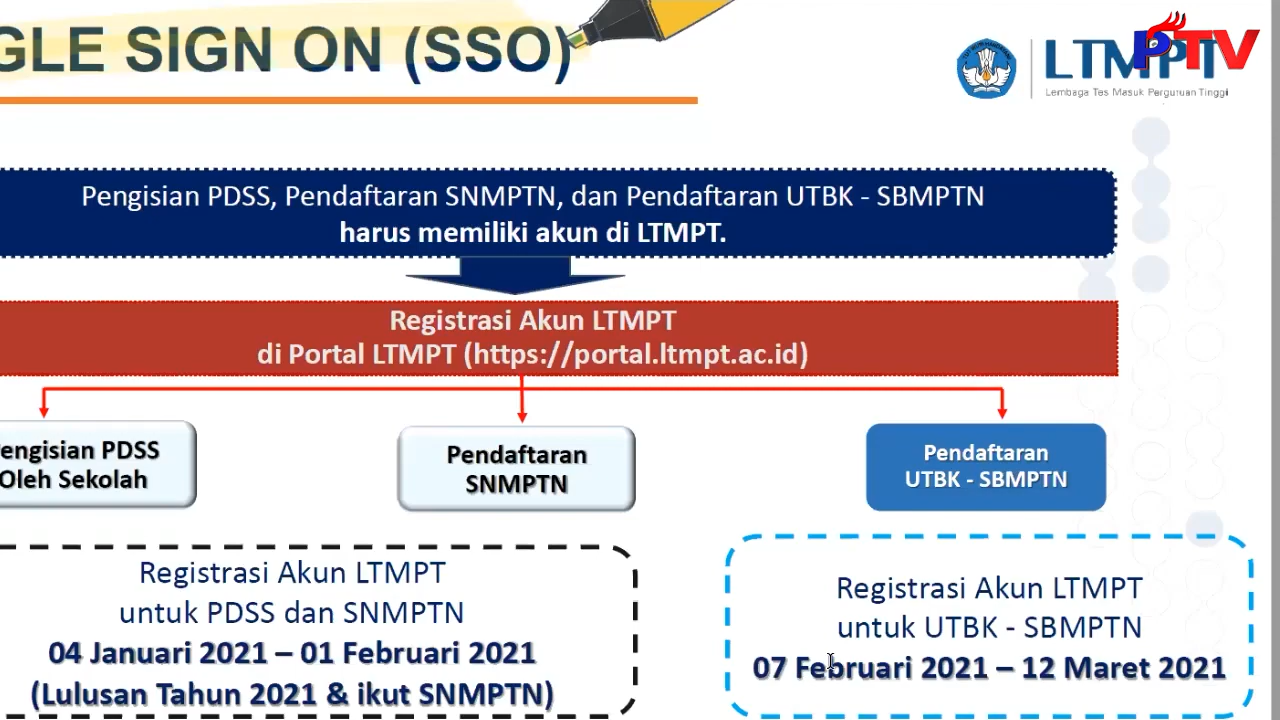 GLE SIGN ON (SSO)
LTMPT
PTV
Lembaga Tes Masuk Perguruan Tinggi
Pengisian PDSS, Pendaftaran SNMPTN, dan Pendaftaran UTBK - SBMPTN
harus memiliki akun di LTMPT.
Registrasi Akun LTMPT
di Portal LTMPT (https://portal.ltmpt.ac.id)
engisian PDSS
Oleh Sekolah
Pendaftaran
SNMPTN
Pendaftaran
UTBK - SBMPTN
Registrasi Akun LTMPT
untuk PDSS dan SNMPTN
04 Januari 2021 – 01 Februari 2021
(Lulusan Tahun 2021 & ikut SNMPTN)
Registrasi Akun LTMPT
untuk UTBK - SBMPTN
07 Februari 2021 – 12 Maret 2021